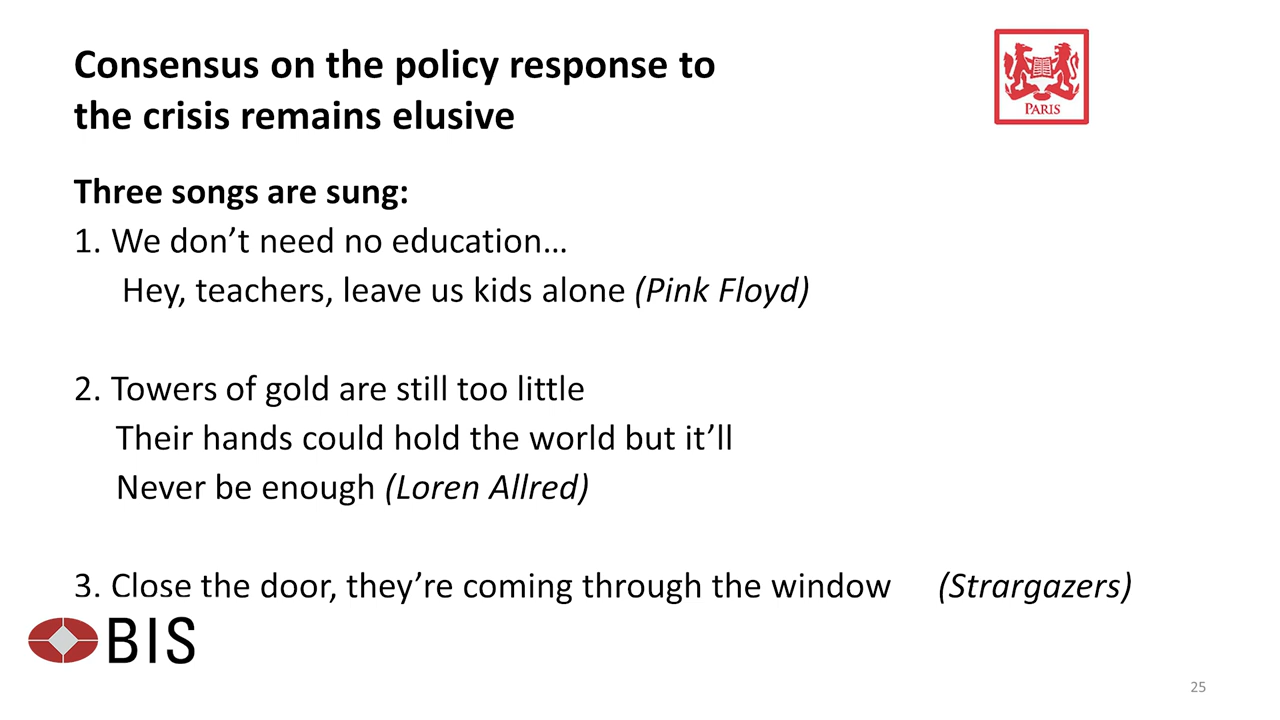 Consensus on the policy response to
the crisis remains elusive
PARIS
Three songs are sung:
1. We don’t need no education…
Hey, teachers, leave us kids alone (Pink Floyd)
2. Towers of gold are still too little
Their hands could hold the world but it’ll
Never be enough (Loren Allred)
3. Close the door, they’re coming through the window (Strargazers)
BIS
25